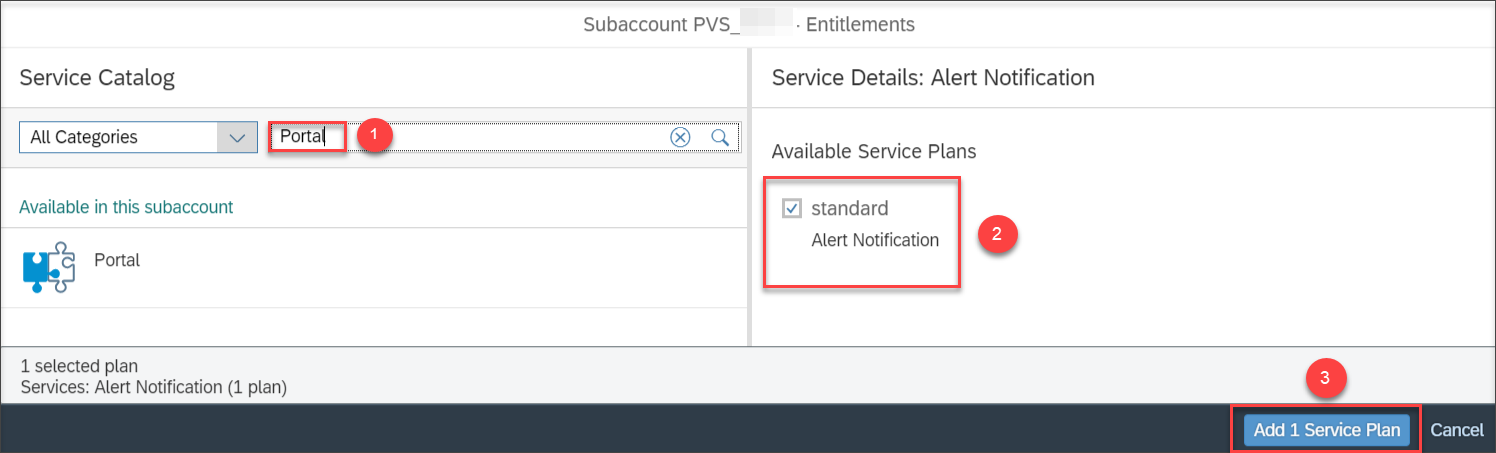 Subaccount PVS_ · Entitlements
Service Catalog
Service Details: Alert Notification
All Categories
Portal
1
Available Service Plans
Available in this subaccount
standard
Alert Notification
2
Portal
1 selected plan
Services: Alert Notification (1 plan)
3
Add 1 Service Plan
Cancel